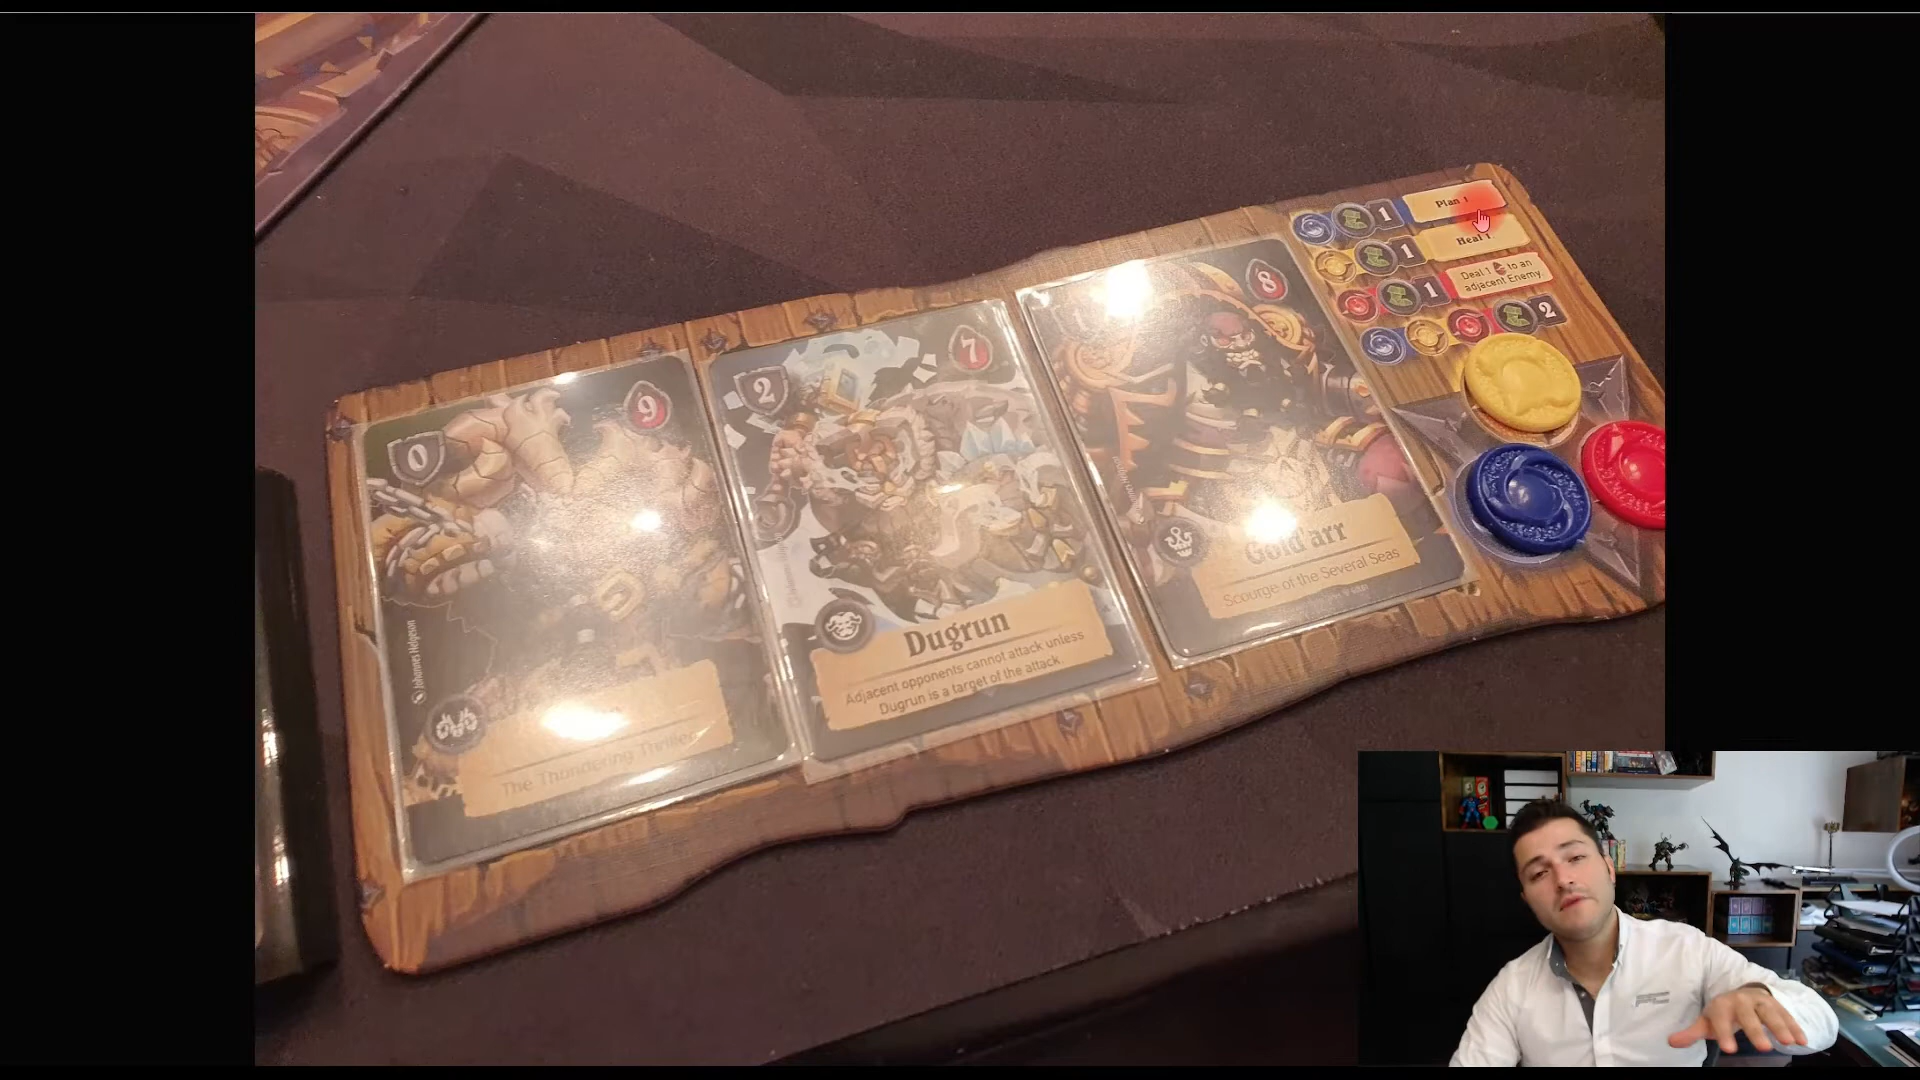 1
Plan 1
1
Heal 1
1
Deal 1 to an
adjacent Enemy.
2
0
9
Johannes Helgeson
The Thundering Thriller
2
7
Dugrun
Adjacent opponents cannot attack unless
Dugrun is a target of the attack.
8
Gold'arr
Scourge of the Several Seas